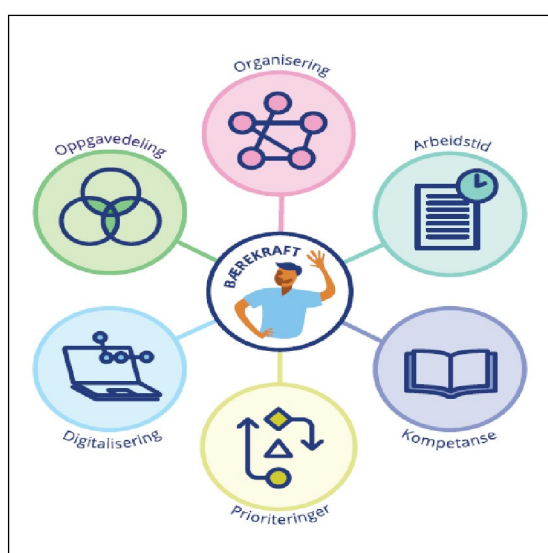 Organisering
Oppgavedeling
Arbeidstid
BÆREKRAFT
Digitalisering
Kompetanse
Prioriteringer